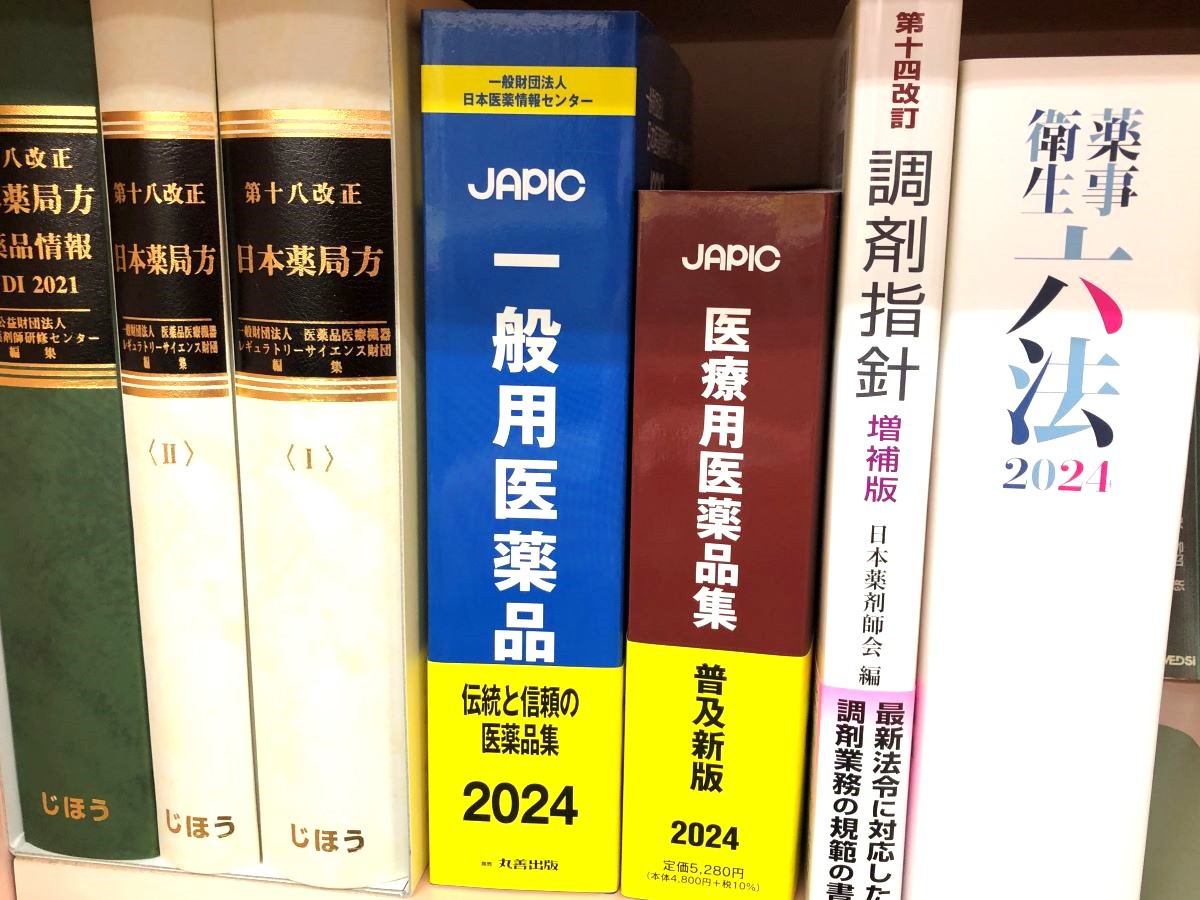 八改正
薬局方
薬品情報
DI 2021
公益財団法人
薬剤師研修センター
編 集
じほう
第十八改正
日本薬局方
一般財団法人 医薬品医療機器
レギュラトリーサイエンス財団
編 集
〈II〉
じほう
第十八改正
日本薬局方
一般財団法人 医薬品医療機器
レギュラトリーサイエンス財団
編 集
〈I〉
じほう
一般財団法人
日本医薬情報センター
JAPIC
一般用医薬品
伝統と信頼の
医薬品集
2024
発売 丸善出版
JAPIC
医療用医薬品集
普及新版
2024
定価5,280円
(本体4,800円+税10%)
第十四改訂
調剤指針
増補版
日本薬剤師会 編
最新法令に対応した
調剤業務の規範の書
薬事
衛生
六法
2024
MEDSi